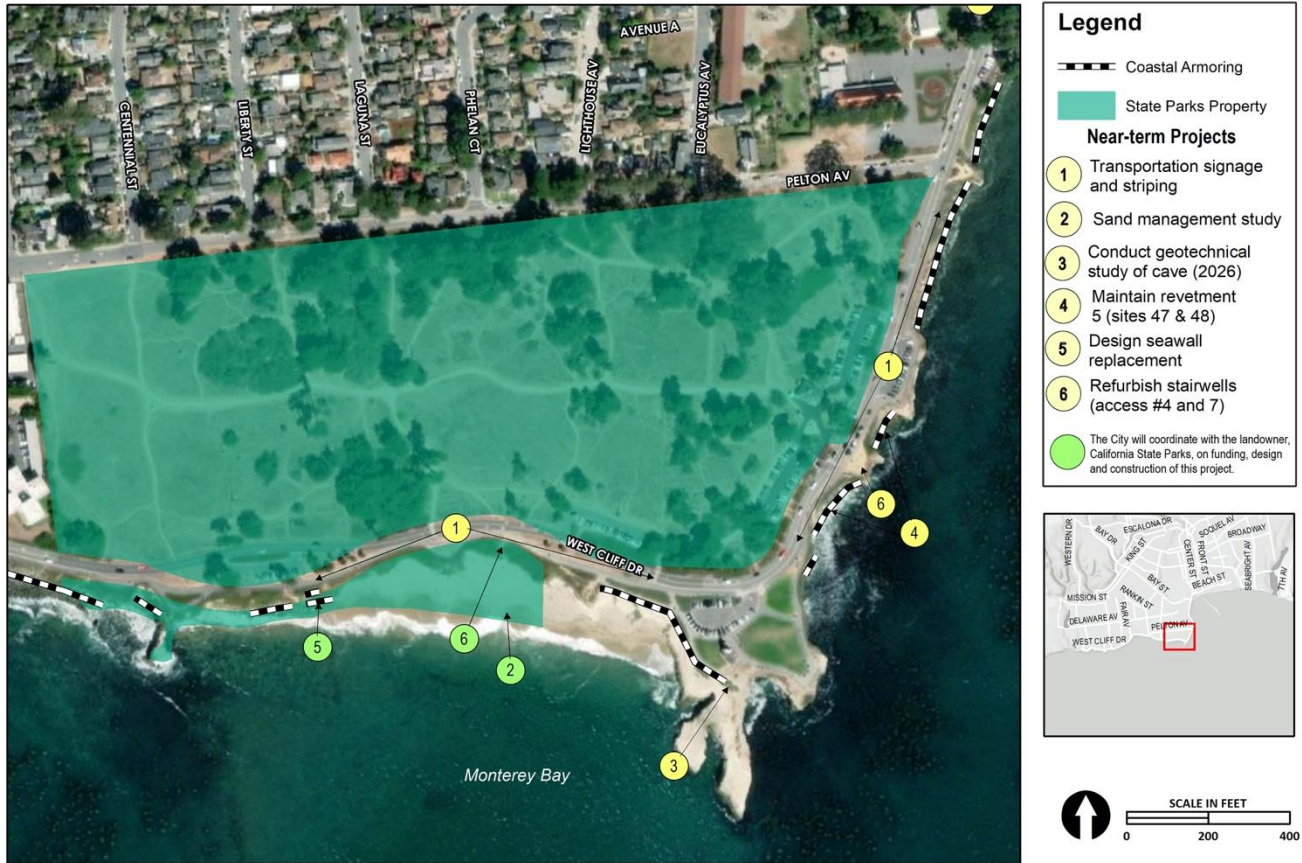 AVENUE A
CENTENNIAL ST
LIBERTY ST
LAGUNA ST
PHELAN CT
LIGHTHOUSE AV
EUCALYPTUS AV
PELTON AV
1
6
4
1
WEST CLIFF DR
5
6
2
3
Monterey Bay
Legend
Coastal Armoring
State Parks Property
Near-term Projects
1 Transportation signage
and striping
2 Sand management study
3 Conduct geotechnical
study of cave (2026)
4 Maintain revetment
5 (sites 47 & 48)
5 Design seawall
replacement
6 Refurbish stairwells
(access #4 and 7)
The City will coordinate with the landowner,
California State Parks, on funding, design
and construction of this project.
WESTERN DR
BAY DR
ESCALONA DR
KING ST
SOQUEL AV
BROADWAY
CENTER ST
FRONT ST
BEACH ST
SEABRIGHT AV
7TH AV
BAY ST
MISSION ST
RANKIN ST
DELAWARE AV
FAIR AV
PELTON AV
WEST CLIFF DR
SCALE IN FEET
0 200 400